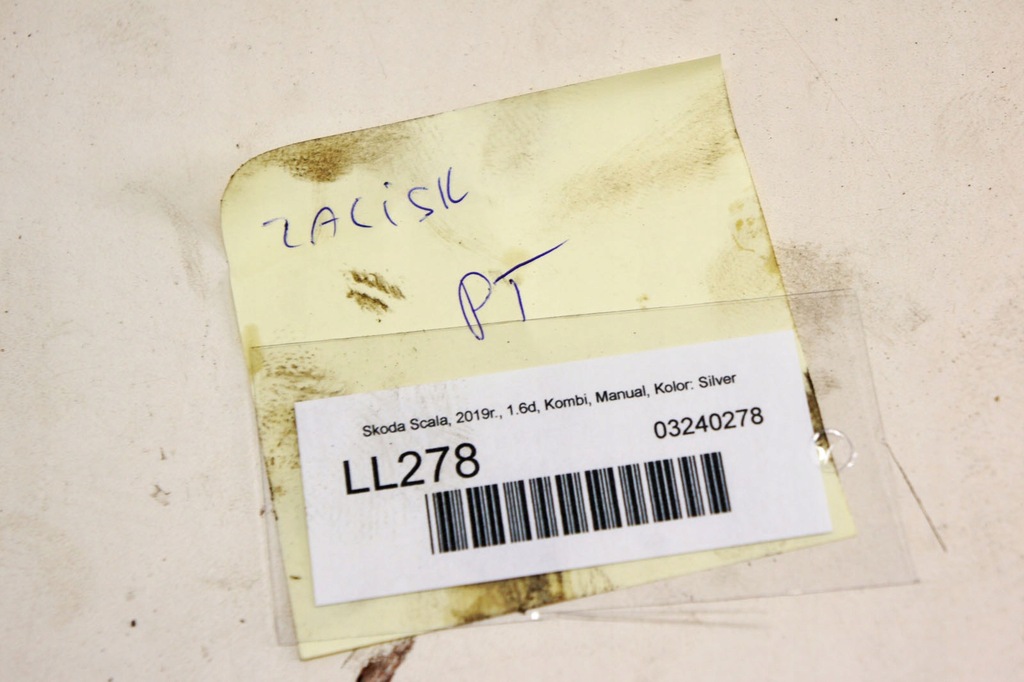 ZACISK
PT
Skoda Scala, 2019r., 1.6d, Kombi, Manual, Kolor: Silver
03240278
LL278